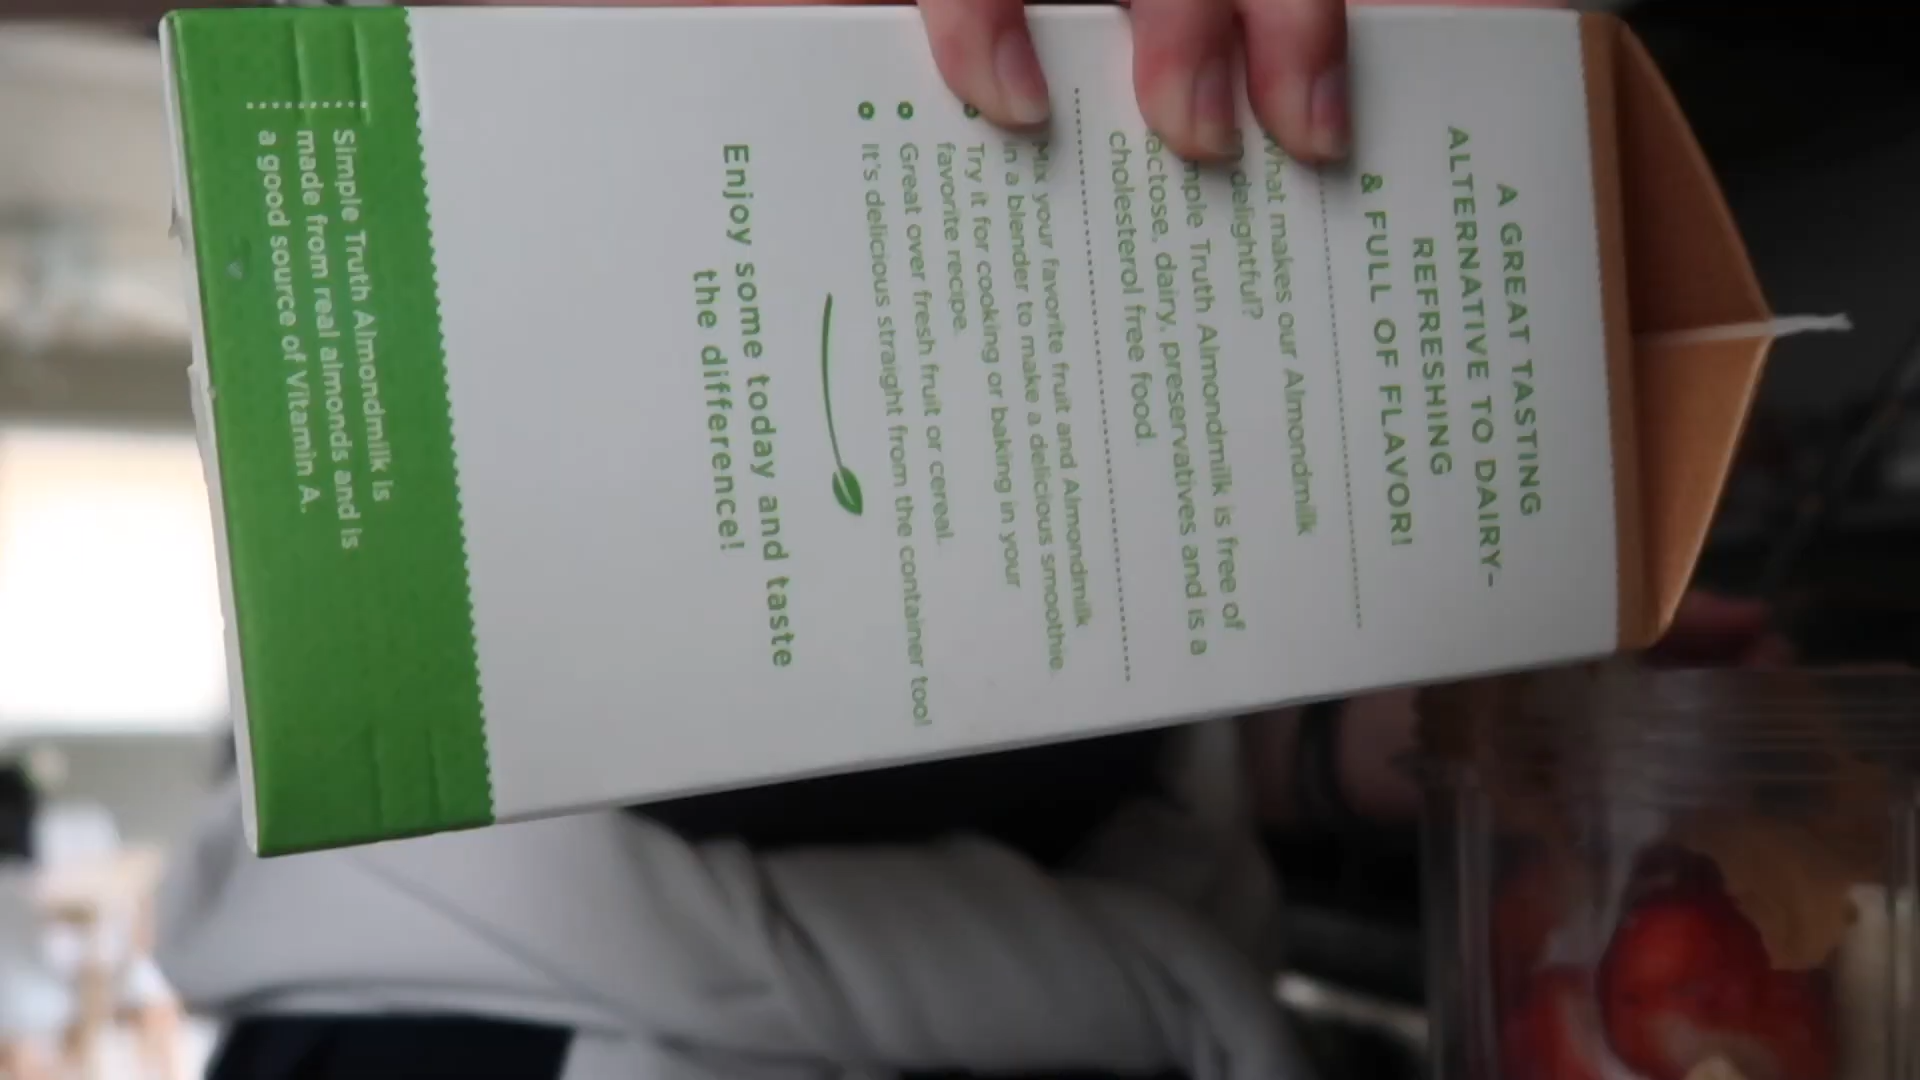 A GREAT TASTING
ALTERNATIVE TO DAIRY-
REFRESHING
& FULL OF FLAVOR!
What makes our Almondmilk
delightful?
Truth Almondmilk is free of
lactose, dairy, preservatives and is a
cholesterol free food.
Mix your favorite fruit and Almondmilk
in a blender to make a delicious smoothie.
Try it for cooking or baking in your
favorite recipe.
Great over fresh fruit or cereal.
It's delicious straight from the container too!
Enjoy some today and taste
the difference!
Simple Truth Almondmilk is
made from real almonds and is
a good source of Vitamin A.